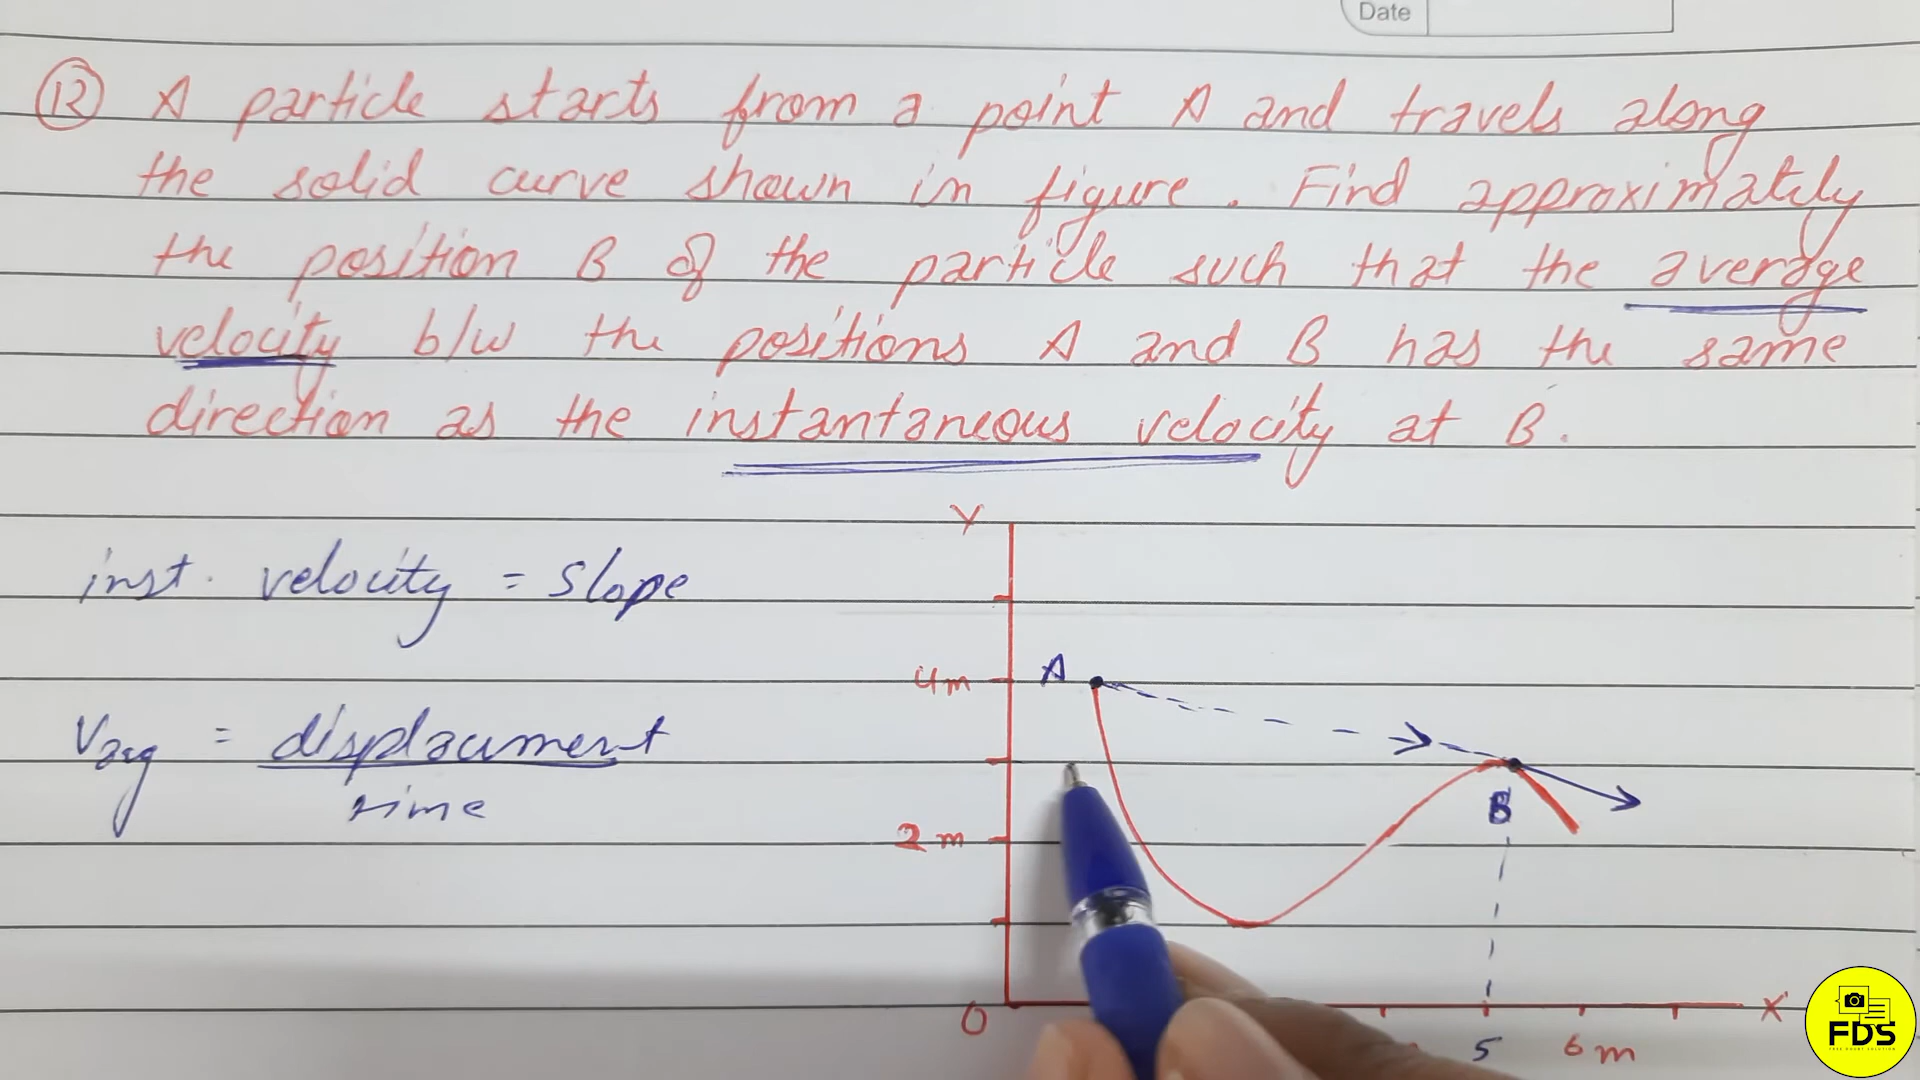 Date
12 A particle starts from a point A and travels along
the solid curve shown in figure. Find approximately
the position B of the particle such that the average
velocity b/w the positions A and B has the same
direction as the instantaneous velocity at B.
inst. velocity = slope
Vavg = displacement
time
Y
4m
A
B
2m
O
X
5
6m
FDS